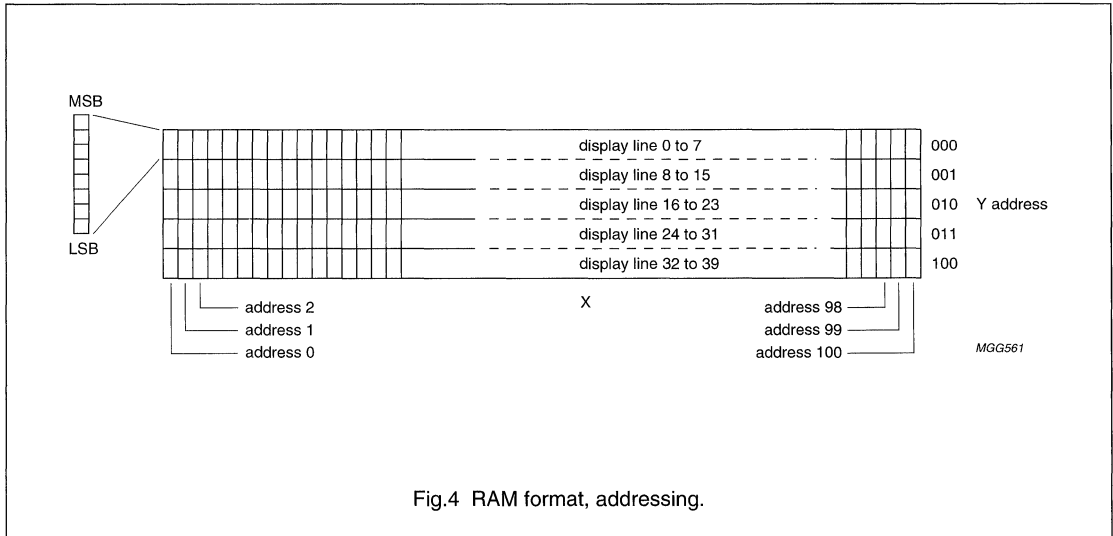 MSB
LSB
display line 0 to 7
000
display line 8 to 15
001
display line 16 to 23
010 Y address
display line 24 to 31
011
display line 32 to 39
100
X
address 2
address 98
address 1
address 99
address 0
address 100
MGG561
Fig.4 RAM format, addressing.